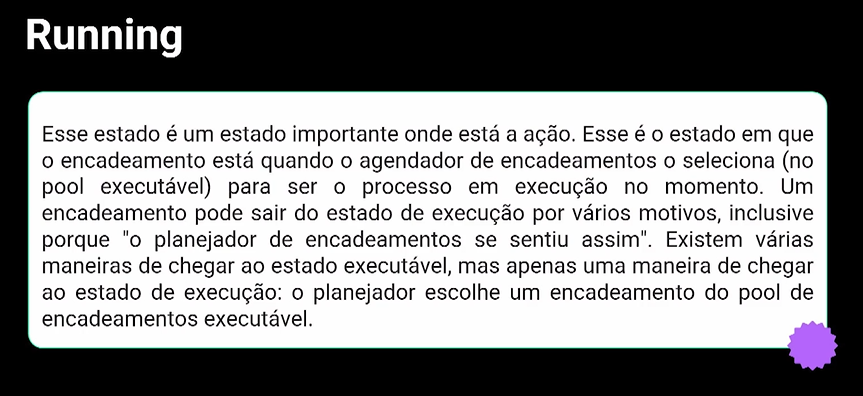 Running
Esse estado é um estado importante onde está a ação. Esse é o estado em que
o encadeamento está quando o agendador de encadeamentos o seleciona (no
pool executável) para ser o processo em execução no momento. Um
encadeamento pode sair do estado de execução por vários motivos, inclusive
porque "o planejador de encadeamentos se sentiu assim". Existem várias
maneiras de chegar ao estado executável, mas apenas uma maneira de chegar
ao estado de execução: o planejador escolhe um encadeamento do pool de
encadeamentos executável.